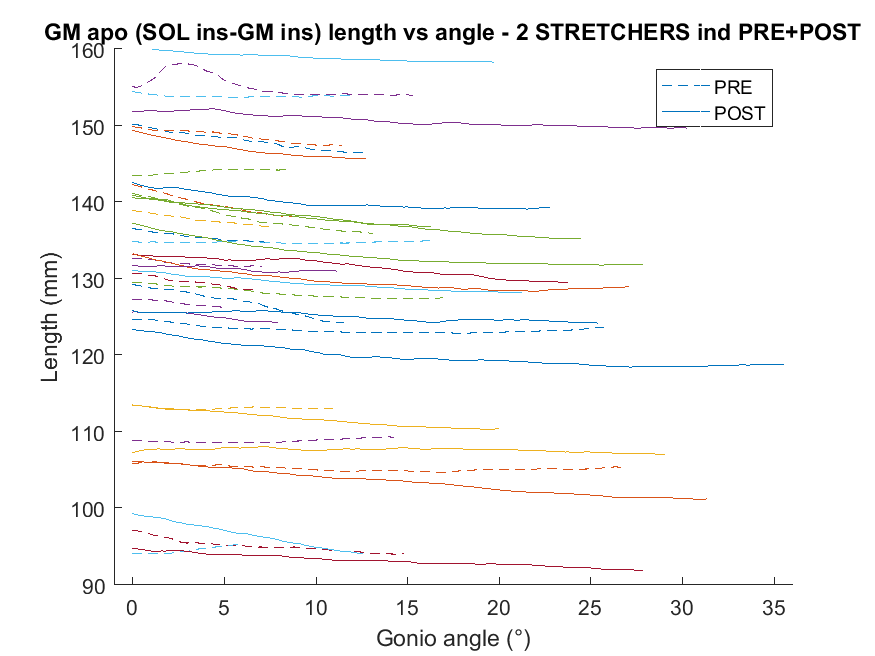 GM apo (SOL ins-GM ins) length vs angle - 2 STRETCHERS ind PRE+POST
PRE
POST
Length (mm)
160
150
140
130
120
110
100
90
0 5 10 15 20 25 30 35
Gonio angle (°)